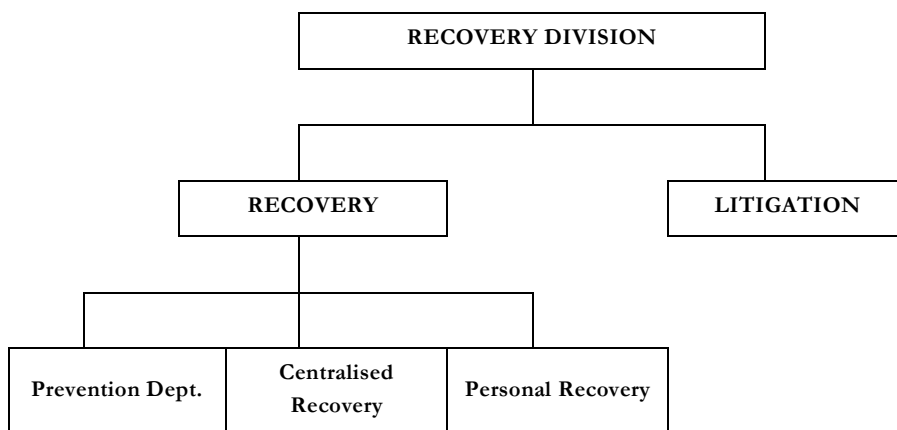 RECOVERY DIVISION
RECOVERY
LITIGATION
Prevention Dept.
Centralised
Recovery
Personal Recovery